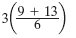 3(9 + 13 / 6)